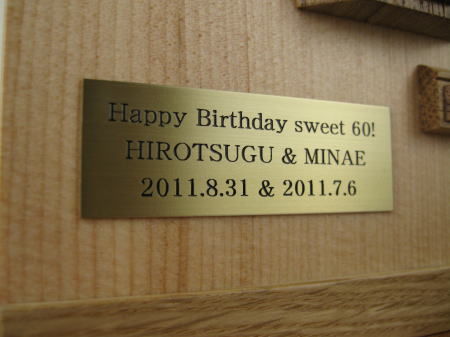 Happy Birthday sweet 60!
HIROTSUGU & MINAE
2011.8.31 & 2011.7.6